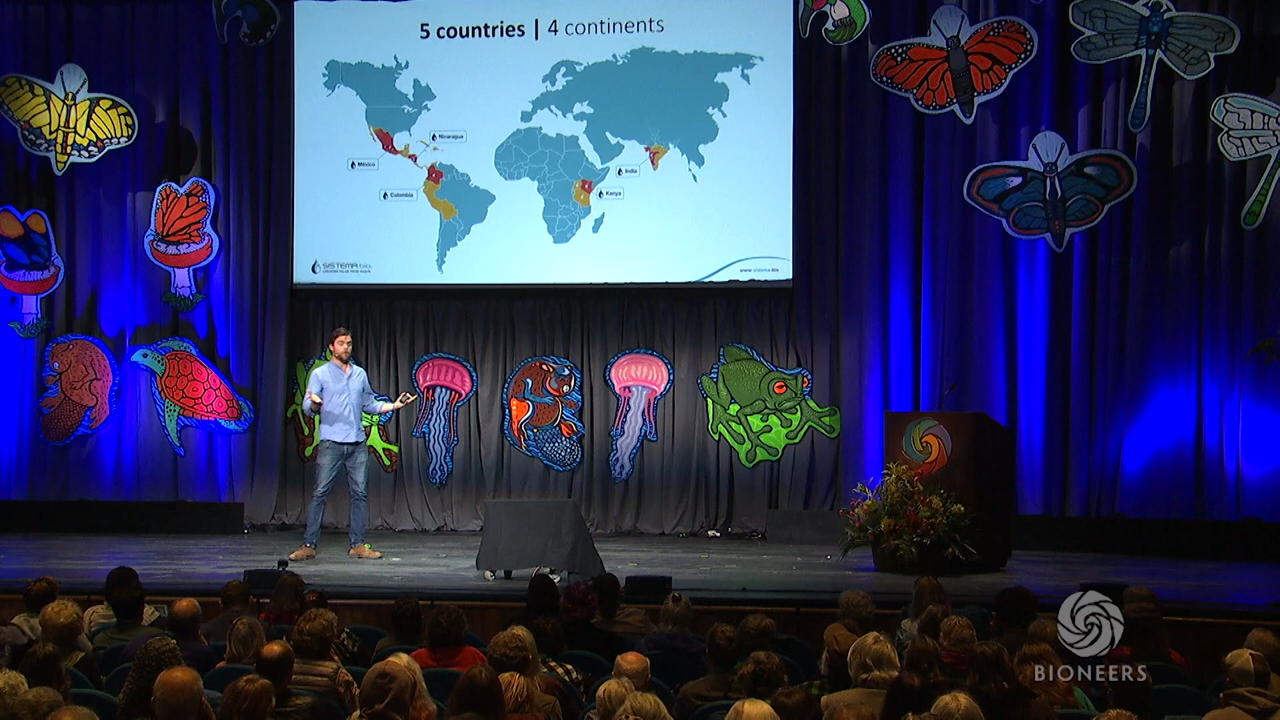 5 countries | 4 continents
Nicaragua
México
India
Colombia
Kenya
SISTEMA.bio
www.sistema.bio
BIONEERS